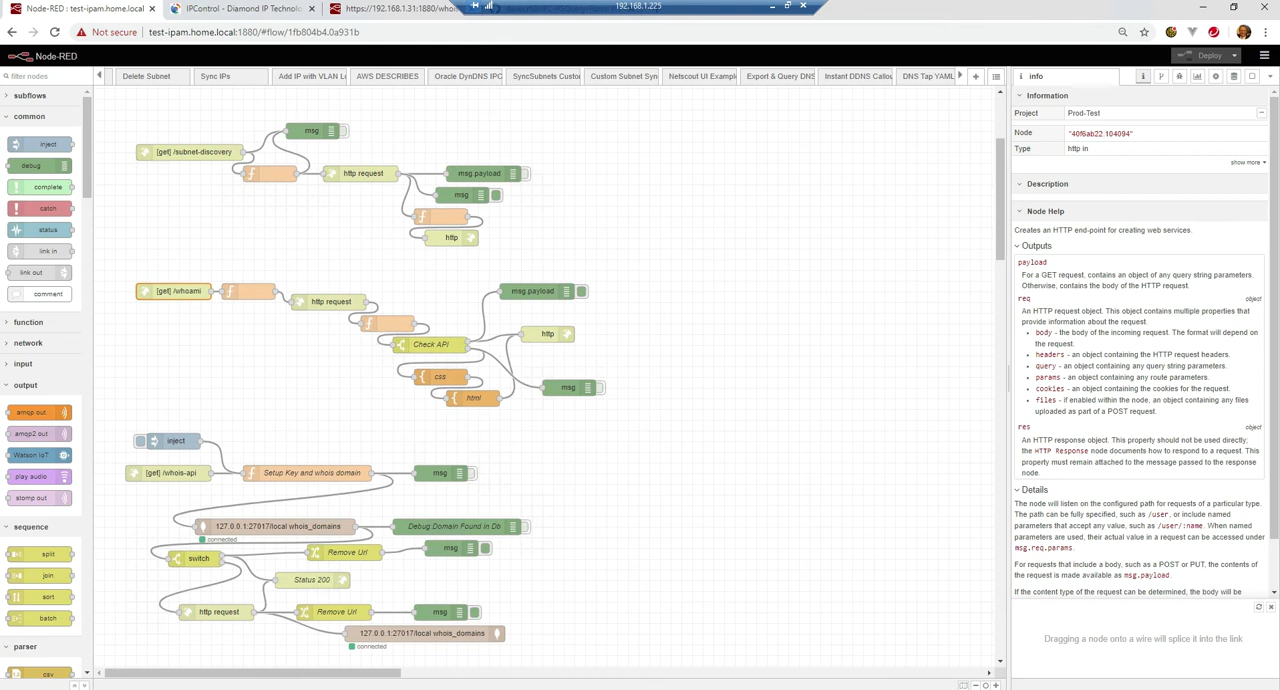 Node-RED : test-ipam.home.local
IPControl - Diamond IP Technolo
https://192.168.1.31:1880/whoi
192.168.1.225
Not secure
test-ipam.home.local:1880/#flow/1fb804b4.0a931b
Node-RED
Deploy
filter nodes
Delete Subnet
Sync IPs
Add IP with VLAN Lo
AWS DESCRIBES
Oracle DynDNS IPC
SyncSubnets Custo
Custom Subnet Syn
Netscout UI Example
Export & Query DNS
Instant DDNS Callou
DNS Tap YAML
info
subflows
common
inject
debug
complete
catch
status
link in
link out
comment
function
network
input
output
amqp out
amqp2 out
Watson IoT
play audio
stomp out
sequence
split
join
sort
batch
parser
csv
msg
[get] /subnet-discovery
f
http request
msg.payload
msg
f
http
[get] /whoami
f
http request
msg.payload
f
http
Check API
css
msg
html
inject
[get] /whois-api
Setup Key and whois domain
msg
127.0.0.1:27017/local whois_domains
Debug:Domain Found in Db
connected
switch
Remove Url
msg
Status 200
http request
Remove Url
msg
127.0.0.1:27017/local whois_domains
connected
Information
Project
Prod-Test
Node
"40f6ab22.104094"
Type
http in
show more
Description
Node Help
Creates an HTTP end-point for creating web services.
Outputs
payload
For a GET request, contains an object of any query string parameters.
Otherwise, contains the body of the HTTP request.
req object
An HTTP request object. This object contains multiple properties that
provide information about the request.
• body - the body of the incoming request. The format will depend on
the request.
• headers - an object containing the HTTP request headers.
• query - an object containing any query string parameters.
• params - an object containing any route parameters.
• cookies - an object containing the cookies for the request.
• files - if enabled within the node, an object containing any files
uploaded as part of a POST request.
res object
An HTTP response object. This property should not be used directly;
the HTTP Response node documents how to respond to a request. This
property must remain attached to the message passed to the response
node.
Details
The node will listen on the configured path for requests of a particular type.
The path can be fully specified, such as /user, or include named
parameters that accept any value, such as /user/:name. When named
parameters are used, their actual value in a request can be accessed under
msg.req.params.
For requests that include a body, such as a POST or PUT, the contents of
the request is made available as msg.payload.
If the content type of the request can be determined, the body will be
Dragging a node onto a wire will splice it into the link